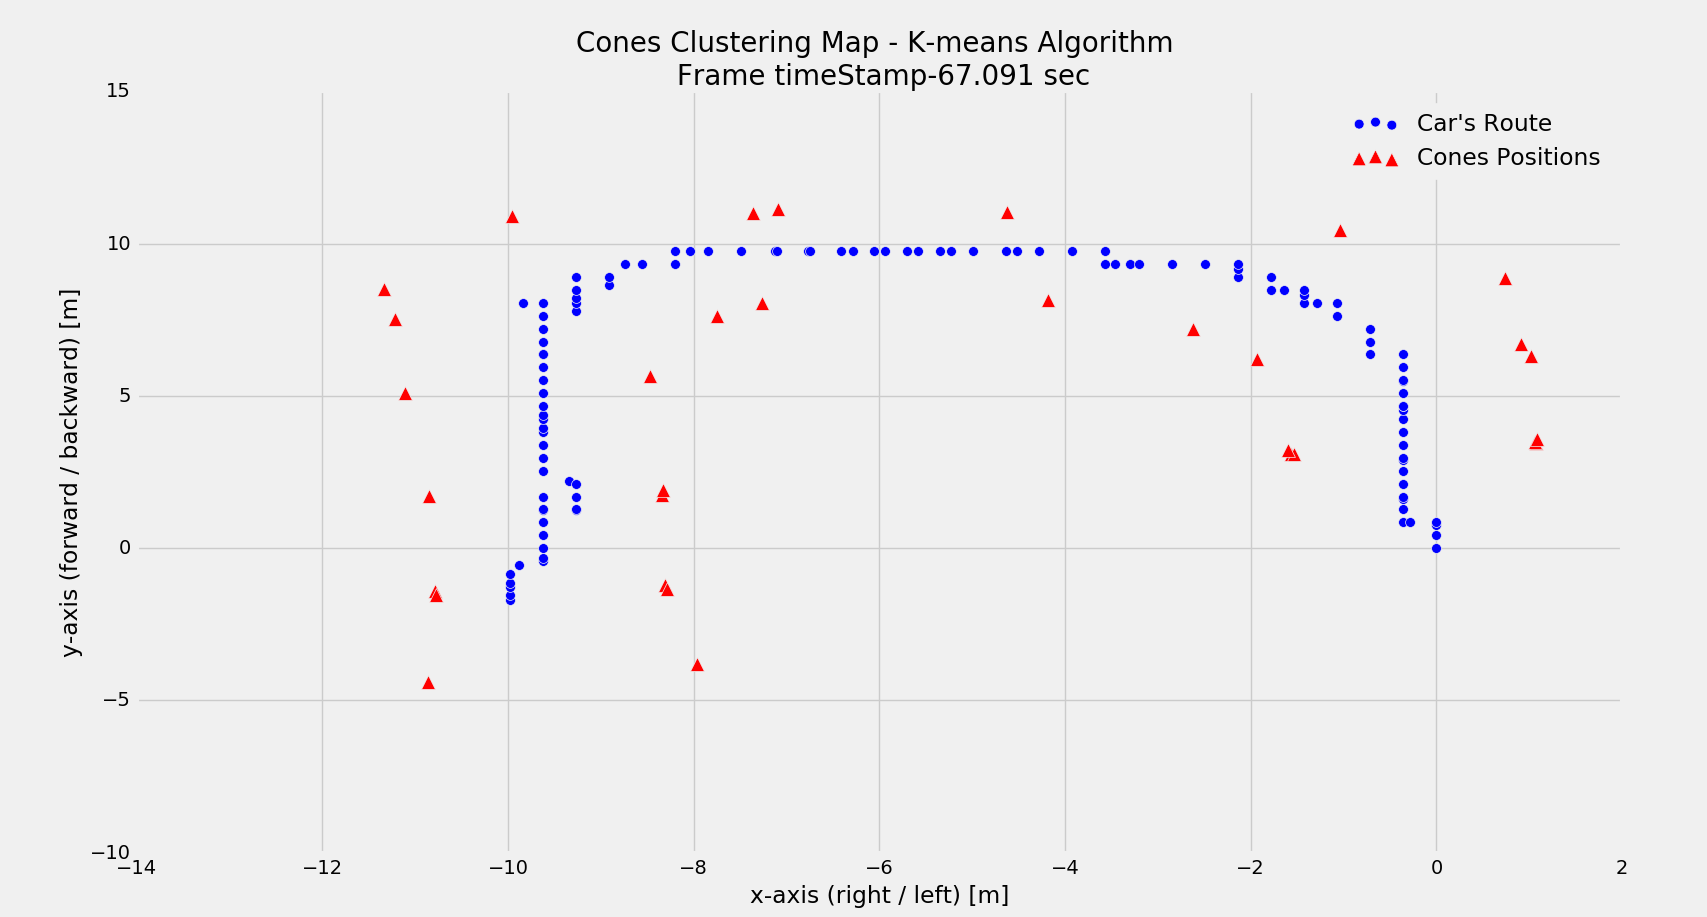 Cones Clustering Map - K-means Algorithm
Frame timeStamp-67.091 sec
Car's Route
Cones Positions
y-axis (forward / backward) [m]
15
10
5
0
−5
−10
−14
−12
−10
−8
−6
−4
−2
0
2
x-axis (right / left) [m]